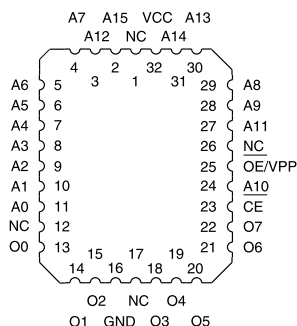 A7 A15 VCC A13
A12 NC A14
4 2 32 30
3 1 31
A6 5 29 A8
A5 6 28 A9
A4 7 27 A11
A3 8 26 NC
A2 9 25 OE/VPP
A1 10 24 A10
A0 11 23 CE
NC 12 22 O7
O0 13 21 O6
15 17 19
14 16 18 20
O2 NC O4
O1 GND O3 O5